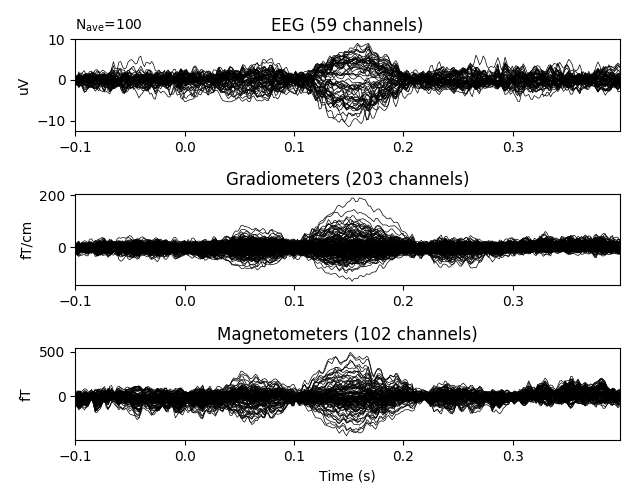 N_ave=100
EEG (59 channels)
10
0
−10
uV
−0.1 0.0 0.1 0.2 0.3
Gradiometers (203 channels)
200
0
fT/cm
−0.1 0.0 0.1 0.2 0.3
Magnetometers (102 channels)
500
0
fT
−0.1 0.0 0.1 0.2 0.3
Time (s)